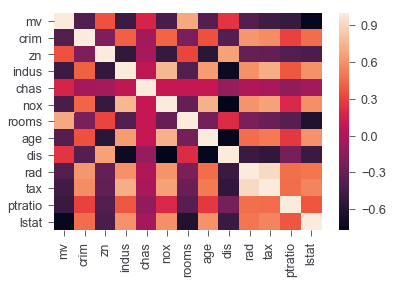 mv
crim
zn
indus
chas
nox
rooms
age
dis
rad
tax
ptratio
lstat
0.9
0.6
0.3
0.0
−0.3
−0.6
mv crim zn indus chas nox rooms age dis rad tax ptratio lstat